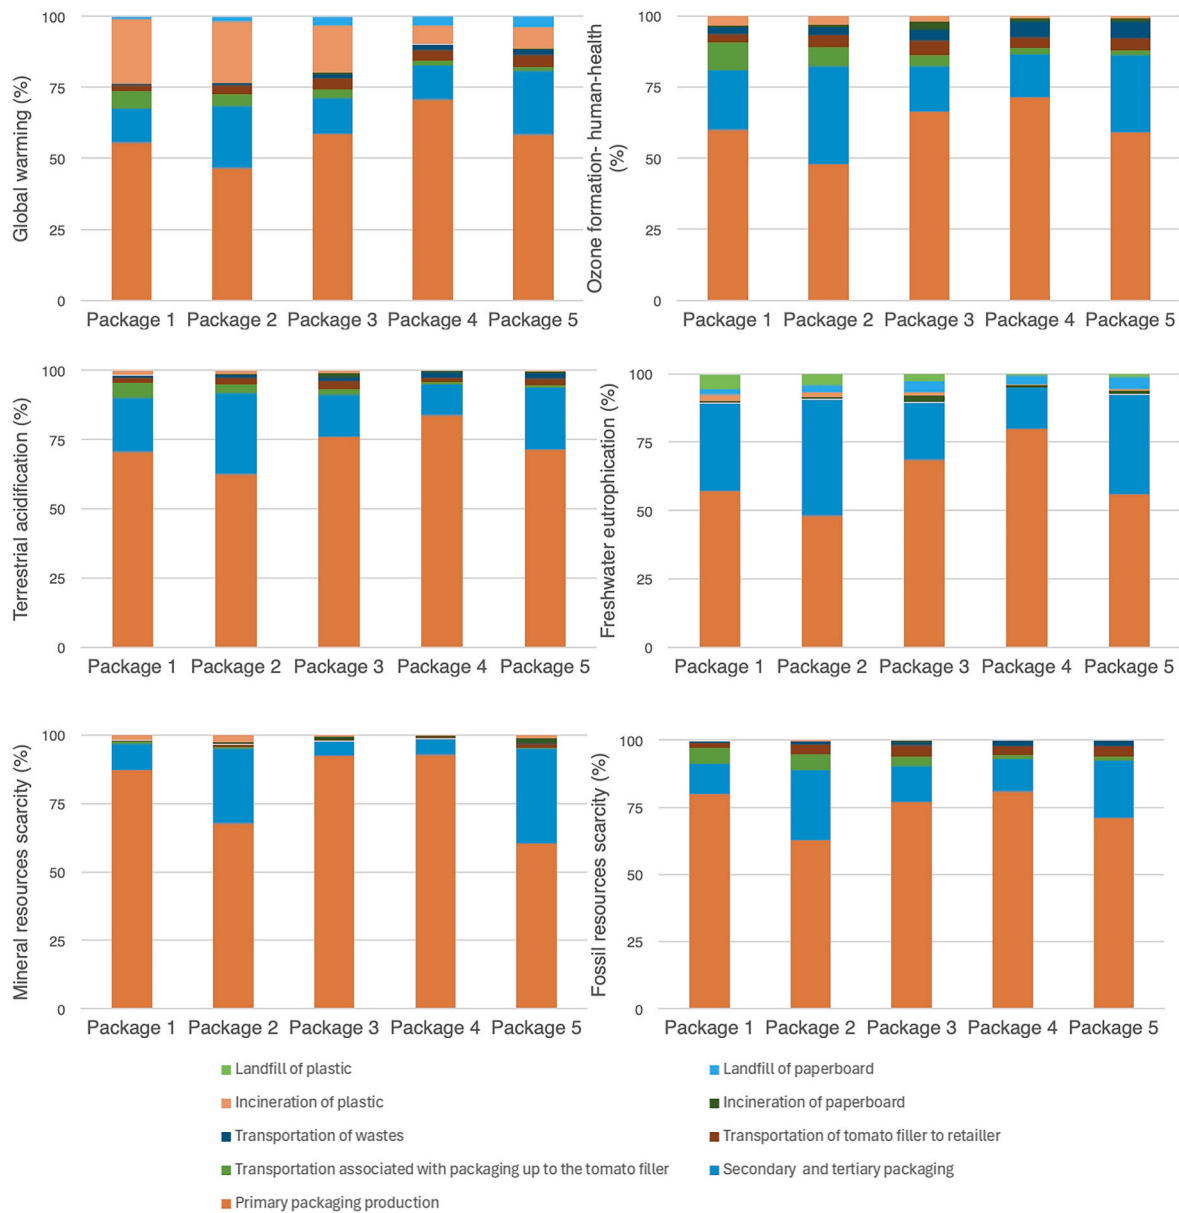 Global warming (%)
100
75
50
25
0
Package 1 Package 2 Package 3 Package 4 Package 5
Ozone formation- human-health
(%)
100
75
50
25
0
Package 1 Package 2 Package 3 Package 4 Package 5
Terrestrial acidification (%)
100
75
50
25
0
Package 1 Package 2 Package 3 Package 4 Package 5
Freshwater eutrophication (%)
100
75
50
25
0
Package 1 Package 2 Package 3 Package 4 Package 5
Mineral resources scarcity (%)
100
75
50
25
0
Package 1 Package 2 Package 3 Package 4 Package 5
Fossil resources scarcity (%)
100
75
50
25
0
Package 1 Package 2 Package 3 Package 4 Package 5
Landfill of plastic
Landfill of paperboard
Incineration of plastic
Incineration of paperboard
Transportation of wastes
Transportation of tomato filler to retailler
Transportation associated with packaging up to the tomato filler
Secondary and tertiary packaging
Primary packaging production